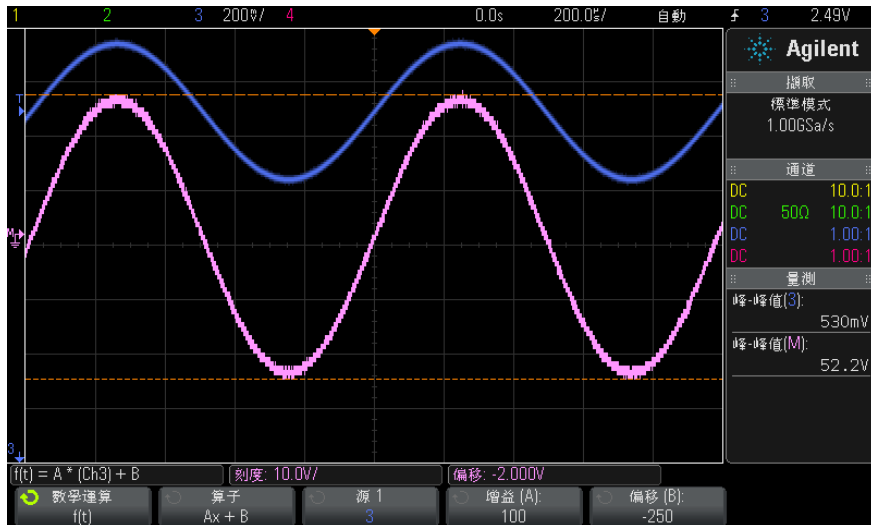 1 2 3 200♉/ 4 0.0s 200.0㎲/ 自動 3 2.49V
Agilent
擷取
標準模式
1.00GSa/s
通道
DC 10.0:1
DC 50Ω 10.0:1
DC 1.00:1
DC 1.00:1
量測
峰-峰值(3):
530mV
峰-峰值(M):
52.2V
T
M
3
f(t) = A * (Ch3) + B 刻度: 10.0V/ 偏移: -2.000V
數學運算 算子 源 1 增益 (A): 偏移 (B):
f(t) Ax + B 3 100 -250